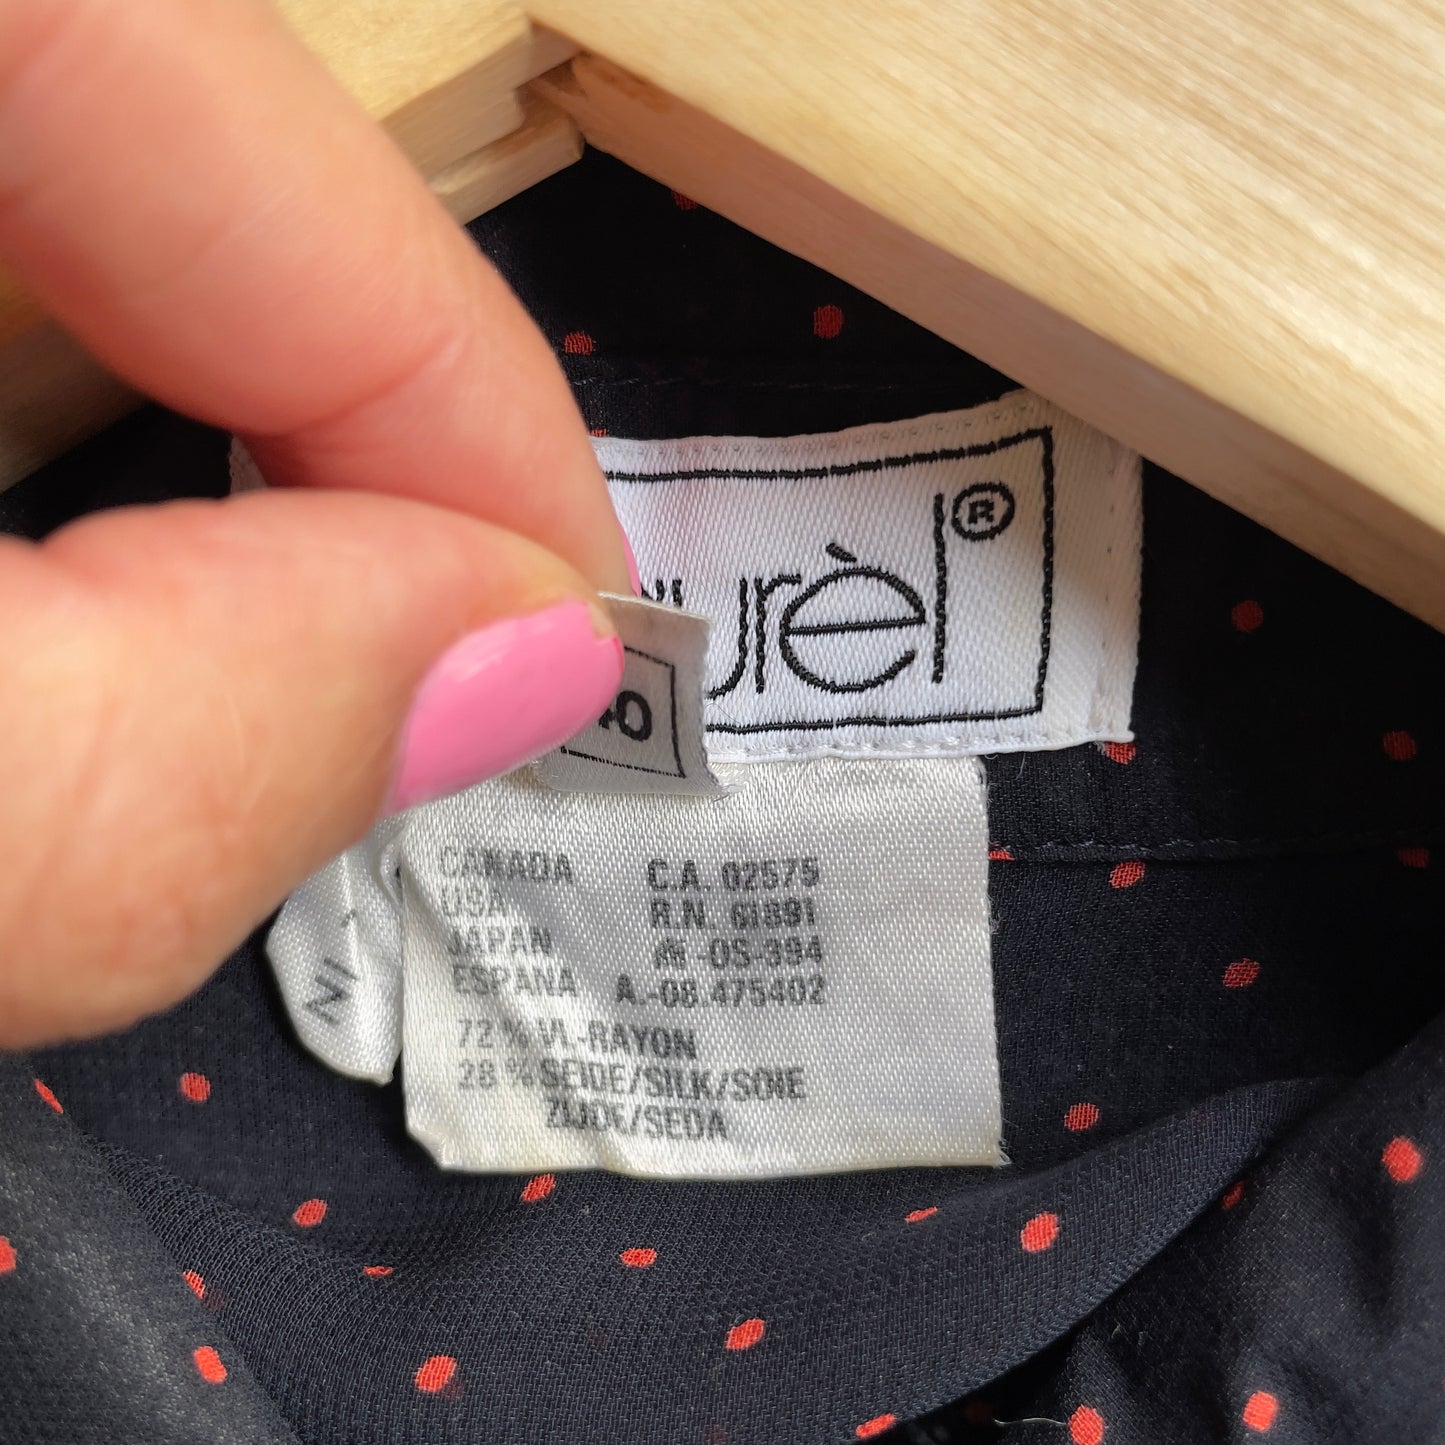 urèl®
40
CANADA C.A. 02575
USA R.N. 61891
JAPAN -OS-394
ESPANA A.-08.475402
72% VI.-RAYON
28% SEIDE/SILK/SOIE
ZIJDE/SEDA
NI